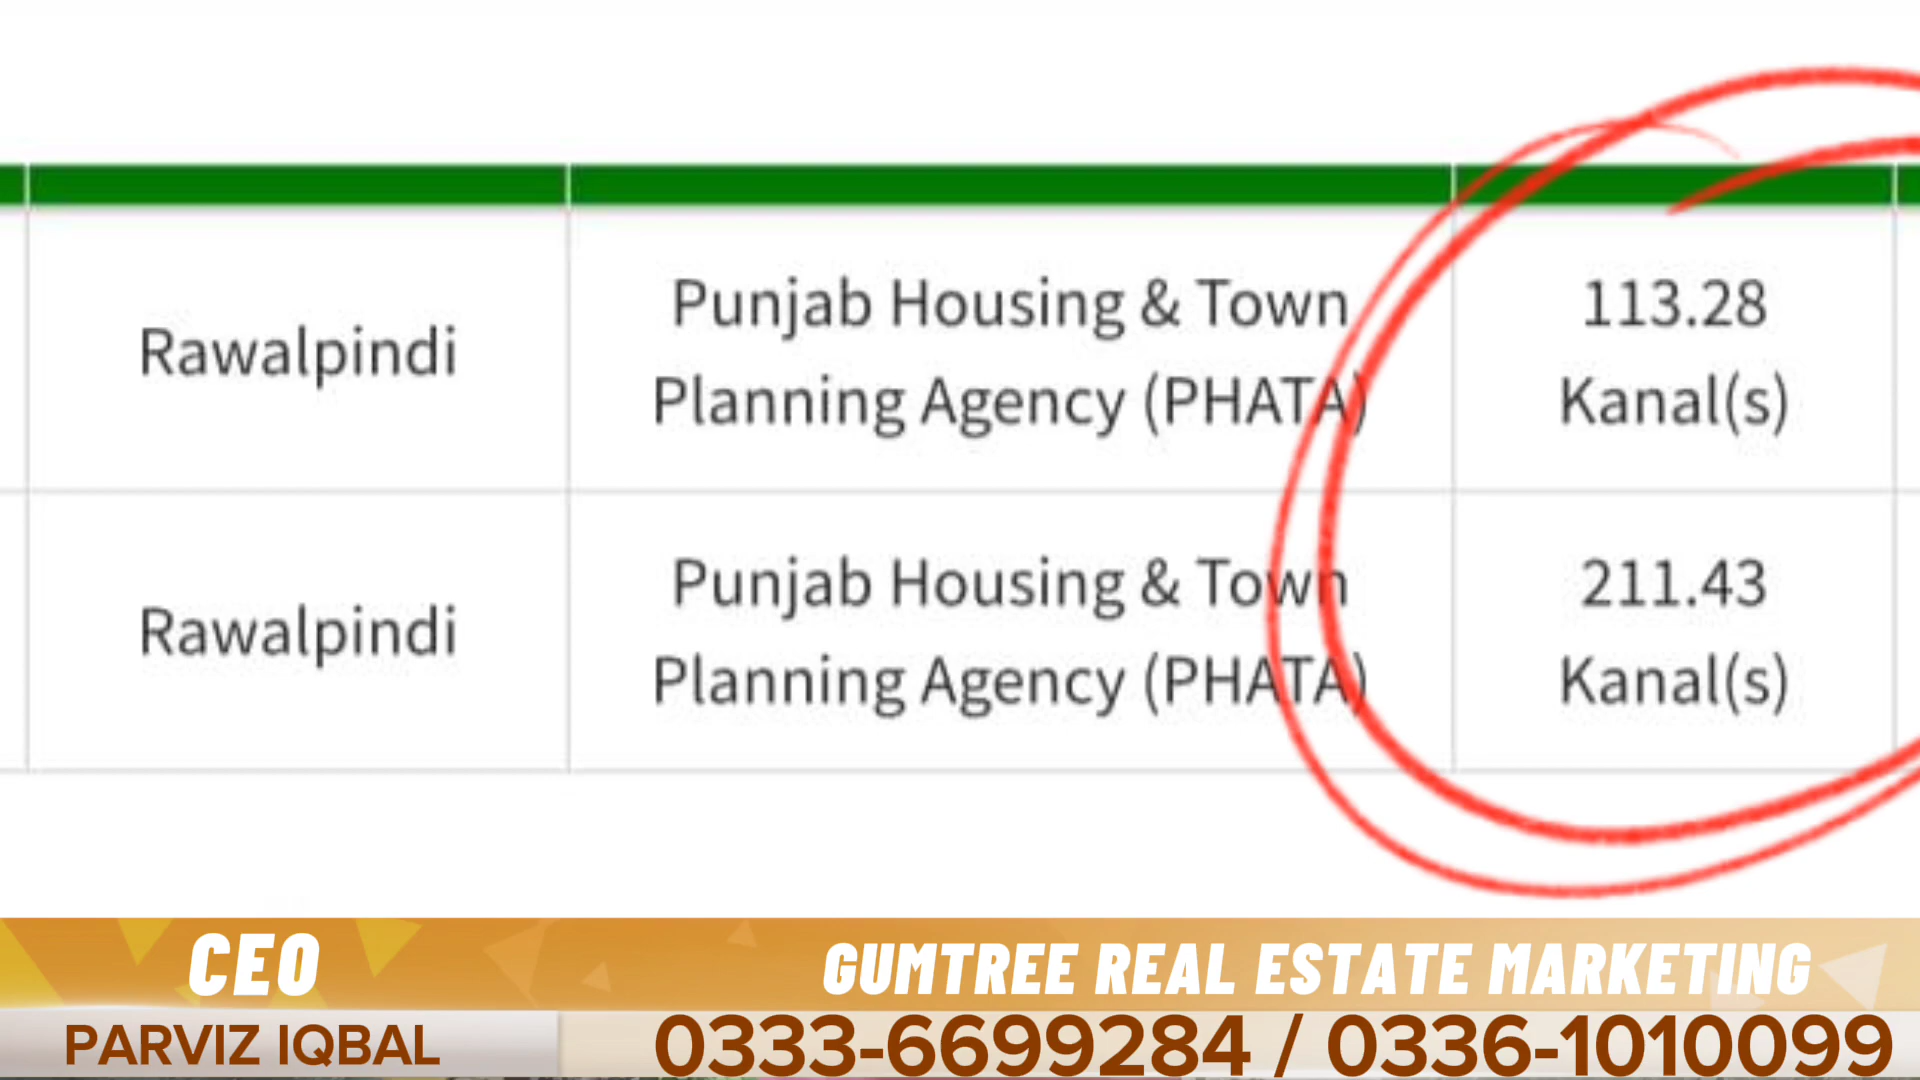 Rawalpindi
Punjab Housing & Town
Planning Agency (PHATA)
113.28
Kanal(s)
Rawalpindi
Punjab Housing & Town
Planning Agency (PHATA)
211.43
Kanal(s)
CEO
GUMTREE REAL ESTATE MARKETING
PARVIZ IQBAL
0333-6699284 / 0336-1010099